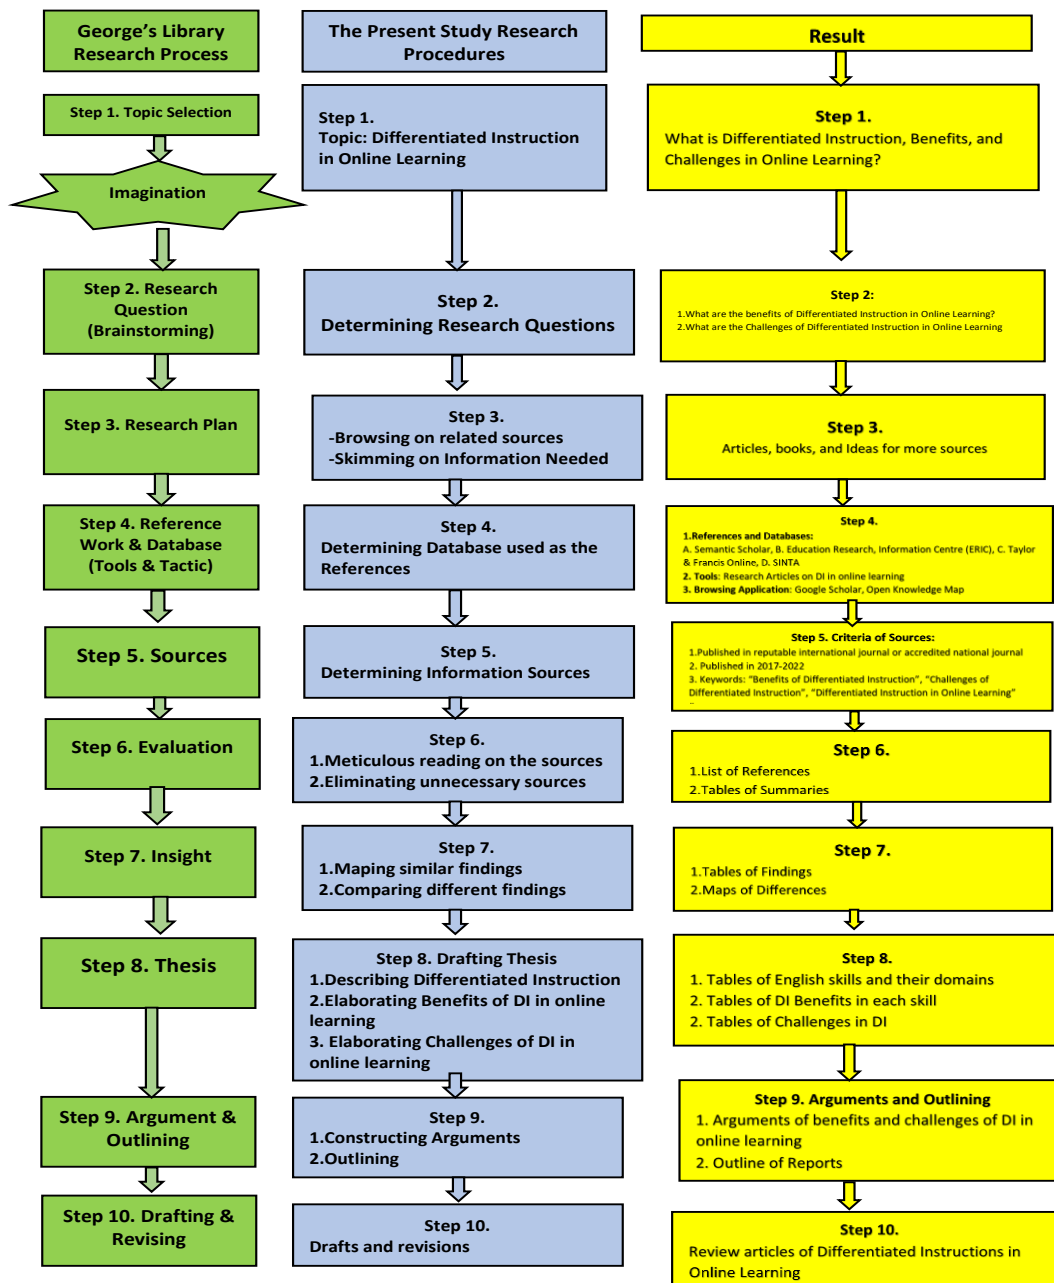 George's Library
Research Process
Step 1. Topic Selection
Imagination
Step 2. Research
Question
(Brainstorming)
Step 3. Research Plan
Step 4. Reference
Work & Database
(Tools & Tactic)
Step 5. Sources
Step 6. Evaluation
Step 7. Insight
Step 8. Thesis
Step 9. Argument &
Outlining
Step 10. Drafting &
Revising
The Present Study Research
Procedures
Step 1.
Topic: Differentiated Instruction
in Online Learning
Step 2.
Determining Research Questions
Step 3.
-Browsing on related sources
-Skimming on Information Needed
Step 4.
Determining Database used as the
References
Step 5.
Determining Information Sources
Step 6.
1.Meticulous reading on the sources
2.Eliminating unnecessary sources
Step 7.
1.Maping similar findings
2.Comparing different findings
Step 8. Drafting Thesis
1.Describing Differentiated Instruction
2.Elaborating Benefits of DI in online
learning
3. Elaborating Challenges of DI in
online learning
Step 9.
1.Constructing Arguments
2.Outlining
Step 10.
Drafts and revisions
Result
Step 1.
What is Differentiated Instruction, Benefits, and
Challenges in Online Learning?
Step 2:
1.What are the benefits of Differentiated Instruction in Online Learning?
2.What are the Challenges of Differentiated Instruction in Online Learning
Step 3.
Articles, books, and Ideas for more sources
Step 4.
1.References and Databases:
A. Semantic Scholar, B. Education Research, Information Centre (ERIC), C. Taylor
& Francis Online, D. SINTA
2. Tools: Research Articles on DI in online learning
3. Browsing Application: Google Scholar, Open Knowledge Map
Step 5. Criteria of Sources:
1.Published in reputable international journal or accredited national journal
2. Published in 2017-2022
3. Keywords: "Benefits of Differentiated Instruction", "Challenges of
Differentiated Instruction", "Differentiated Instruction in Online Learning"
Step 6.
1.List of References
2.Tables of Summaries
Step 7.
1.Tables of Findings
2.Maps of Differences
Step 8.
1. Tables of English skills and their domains
2. Tables of DI Benefits in each skill
2. Tables of Challenges in DI
Step 9. Arguments and Outlining
1. Arguments of benefits and challenges of DI in
online learning
2. Outline of Reports
Step 10.
Review articles of Differentiated Instructions in
Online Learning